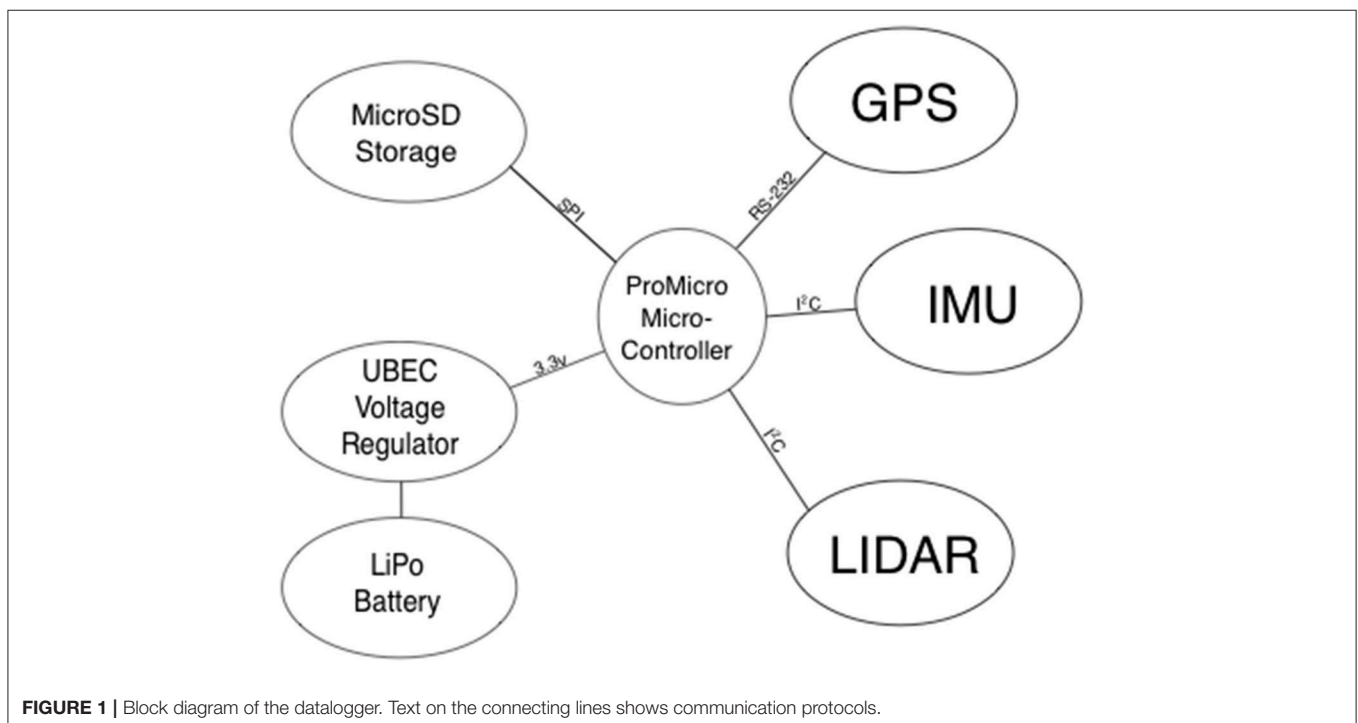 MicroSD
Storage
GPS
SPI
RS-232
ProMicro
Micro-
Controller
I²C
IMU
3.3v
UBEC
Voltage
Regulator
I²C
LIDAR
LiPo
Battery
FIGURE 1 | Block diagram of the datalogger. Text on the connecting lines shows communication protocols.